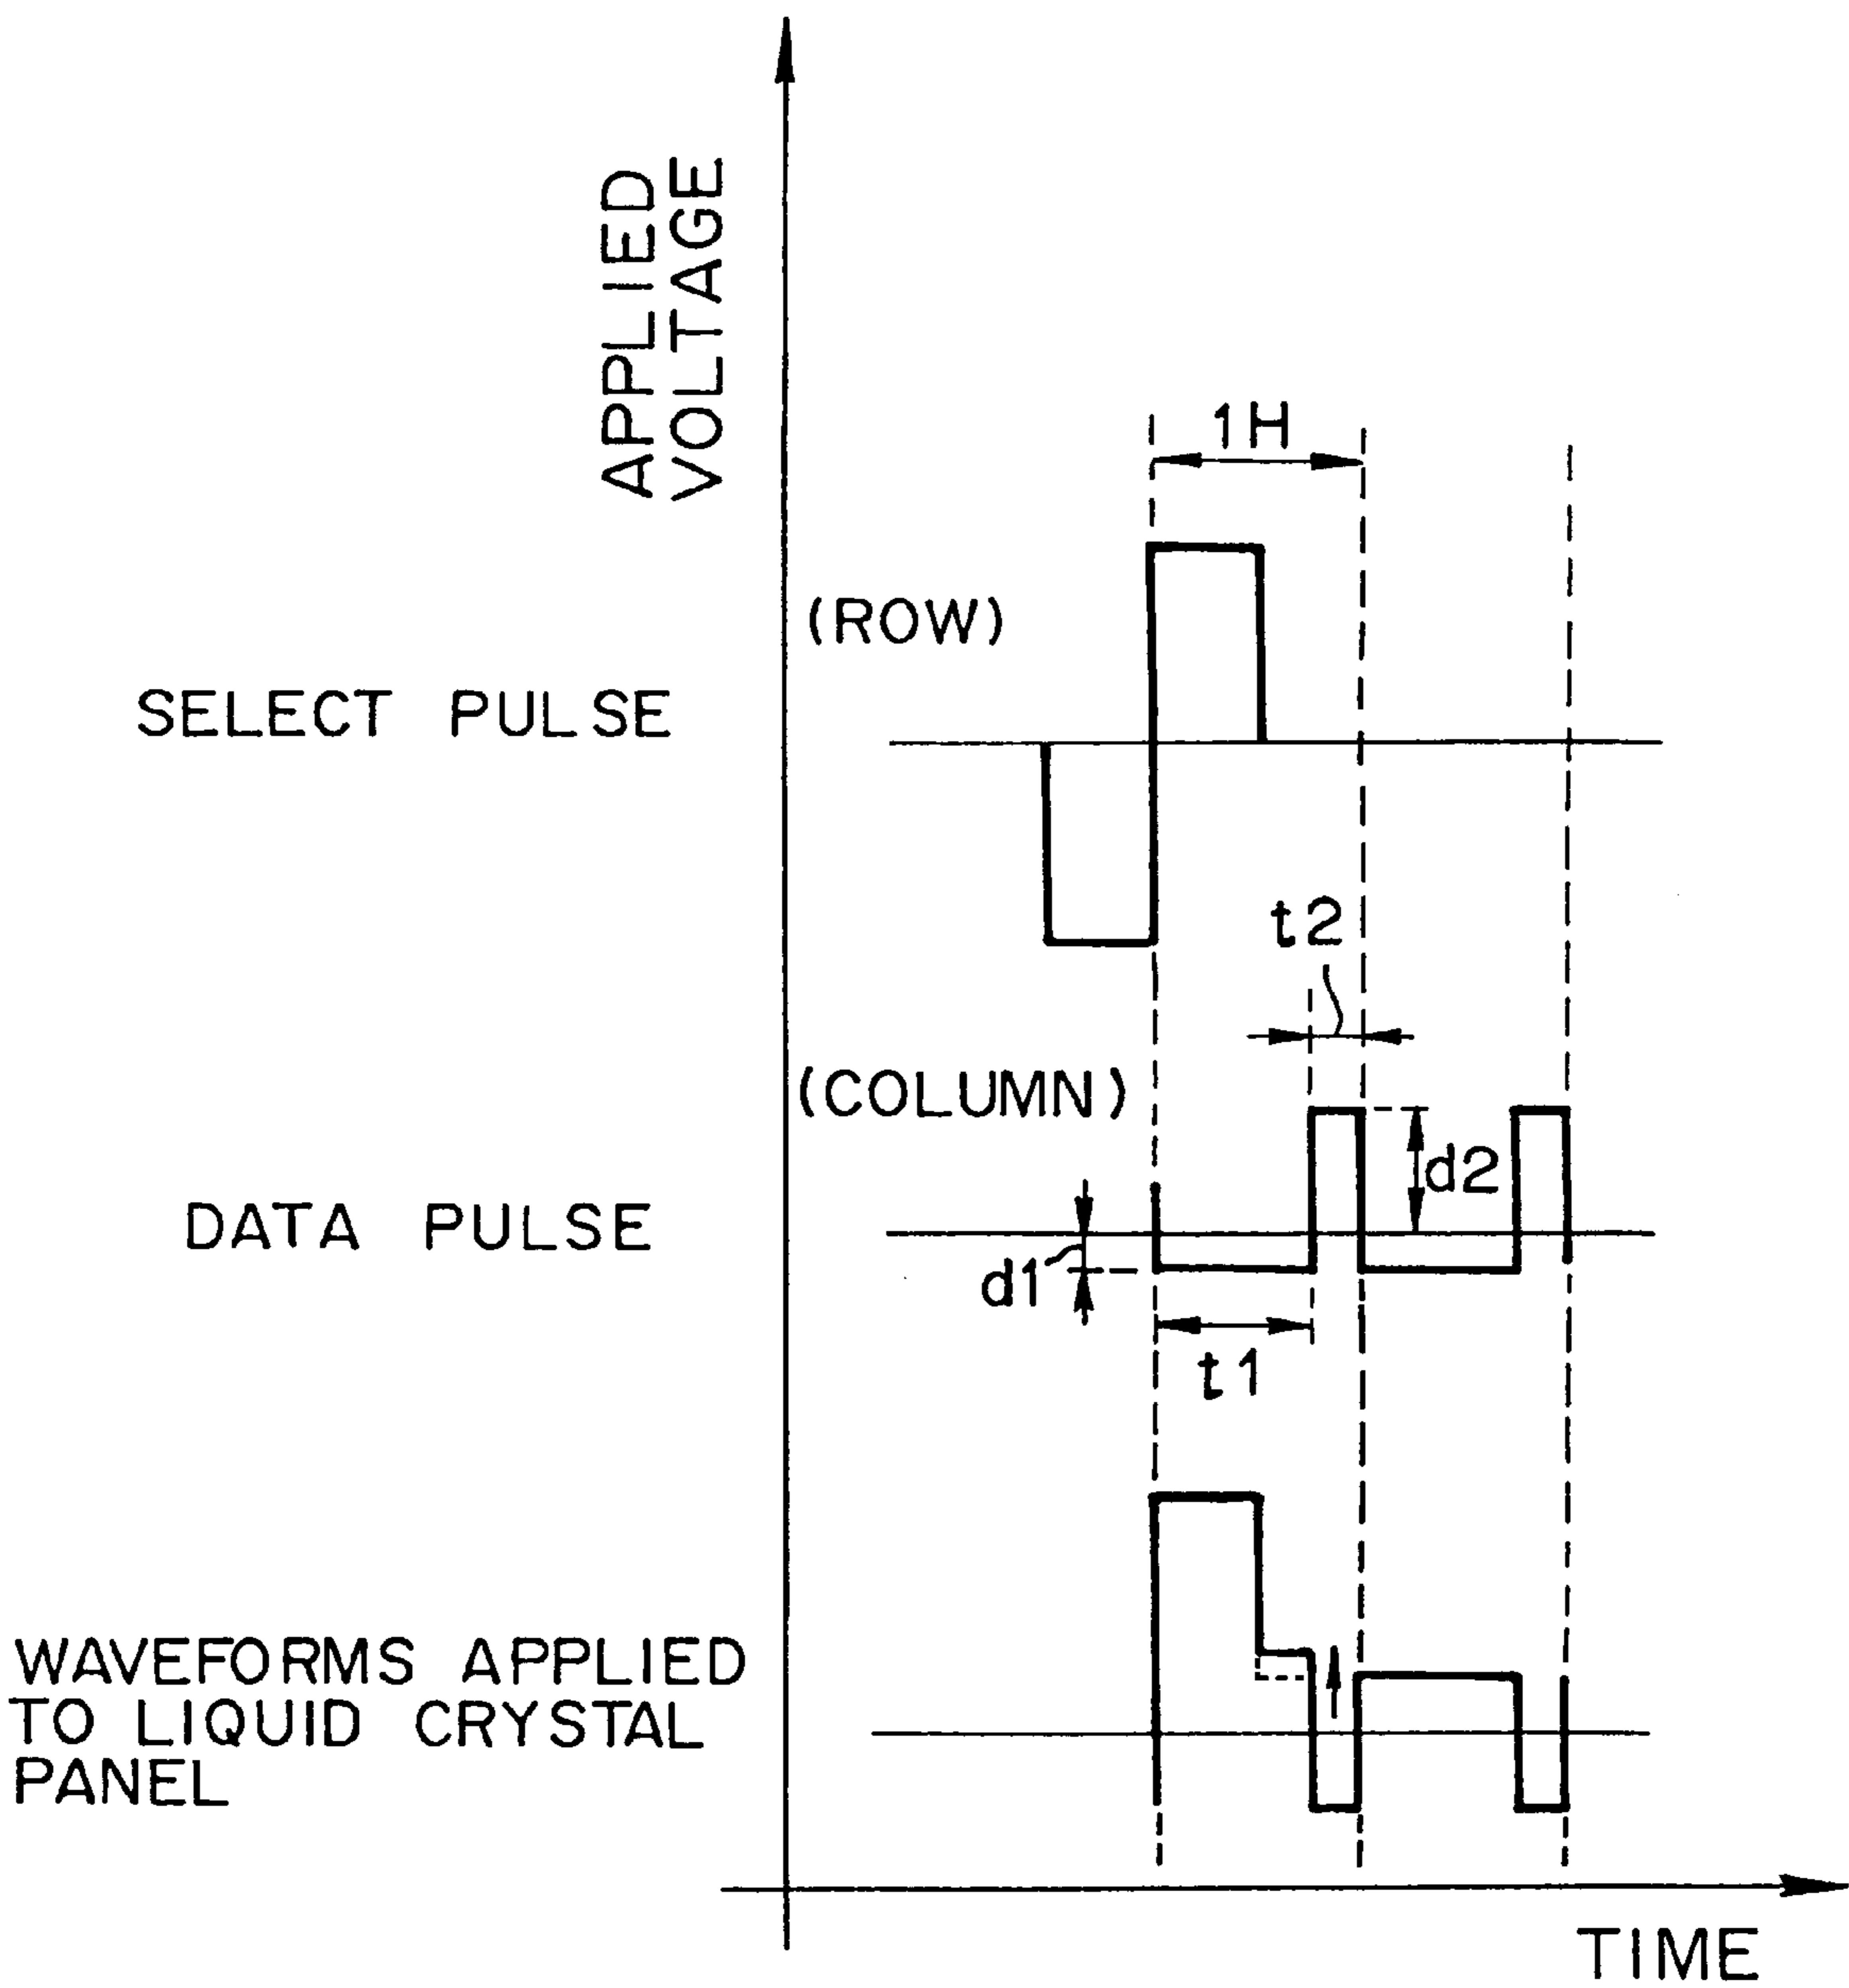 APPLIED
VOLTAGE
1H
(ROW)
SELECT PULSE
t2
(COLUMN)
d2
DATA PULSE
d1
t1
WAVEFORMS APPLIED
TO LIQUID CRYSTAL
PANEL
TIME